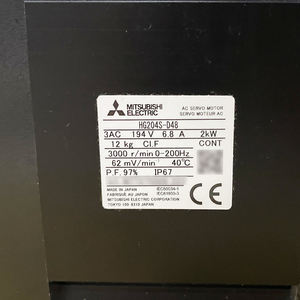 MITSUBISHI ELECTRIC
AC SERVO MOTOR
SERVO MOTEUR AC
HG204S-D48
3AC 194 V 6.8 A 2kW
12 kg Cl.F CONT
3000 r/min 0-200Hz
62 mV/min⁻¹ 40℃
P.F. 97% IP67
CE
MADE IN JAPAN IEC60034-1
FABRIQUÉ AU JAPON
MITSUBISHI ELECTRIC CORPORATION
TOKYO 100-8310 JAPAN